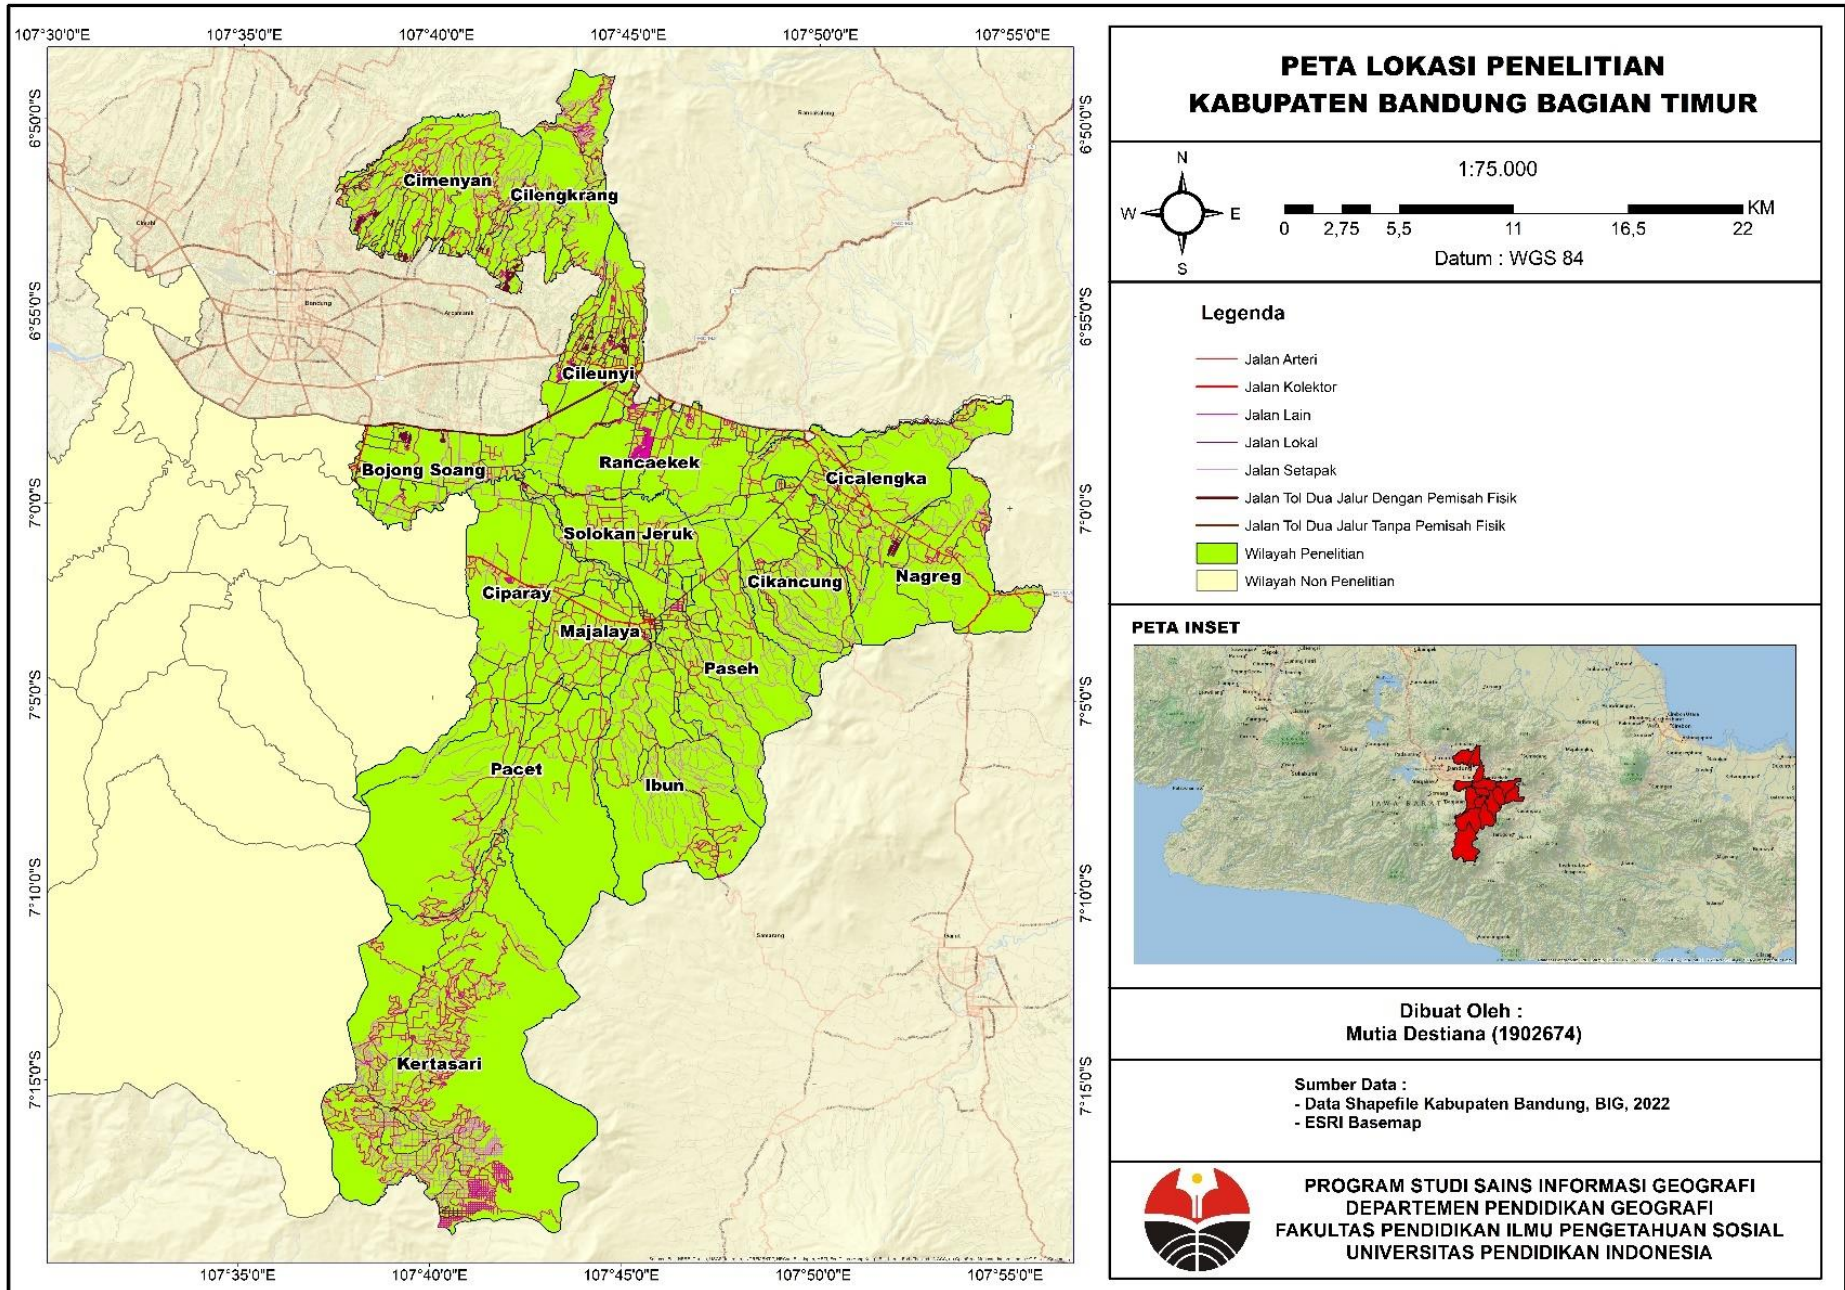 107°30'0"E 107°35'0"E 107°40'0"E 107°45'0"E 107°50'0"E 107°55'0"E
6°50'0"S
6°55'0"S
7°0'0"S
7°5'0"S
7°10'0"S
7°15'0"S
6°50'0"S
6°55'0"S
7°0'0"S
7°5'0"S
7°10'0"S
7°15'0"S
Cimenyan
Cilengkrang
Bandung
Cileunyi
Bojong Soang
Rancaekek
Cicalengka
Solokan Jeruk
Cikancung
Nagreg
Ciparay
Majalaya
Paseh
Pacet
Ibun
Samarang
Garut
Kertasari
107°35'0"E 107°40'0"E 107°45'0"E 107°50'0"E 107°55'0"E
PETA LOKASI PENELITIAN
KABUPATEN BANDUNG BAGIAN TIMUR
N
W E
S
1:75.000
KM
0 2,75 5,5 11 16,5 22
Datum : WGS 84
Legenda
Jalan Arteri
Jalan Kolektor
Jalan Lain
Jalan Lokal
Jalan Setapak
Jalan Tol Dua Jalur Dengan Pemisah Fisik
Jalan Tol Dua Jalur Tanpa Pemisah Fisik
Wilayah Penelitian
Wilayah Non Penelitian
PETA INSET
JAWA BARAT
Dibuat Oleh :
Mutia Destiana (1902674)
Sumber Data :
- Data Shapefile Kabupaten Bandung, BIG, 2022
- ESRI Basemap
PROGRAM STUDI SAINS INFORMASI GEOGRAFI
DEPARTEMEN PENDIDIKAN GEOGRAFI
FAKULTAS PENDIDIKAN ILMU PENGETAHUAN SOSIAL
UNIVERSITAS PENDIDIKAN INDONESIA